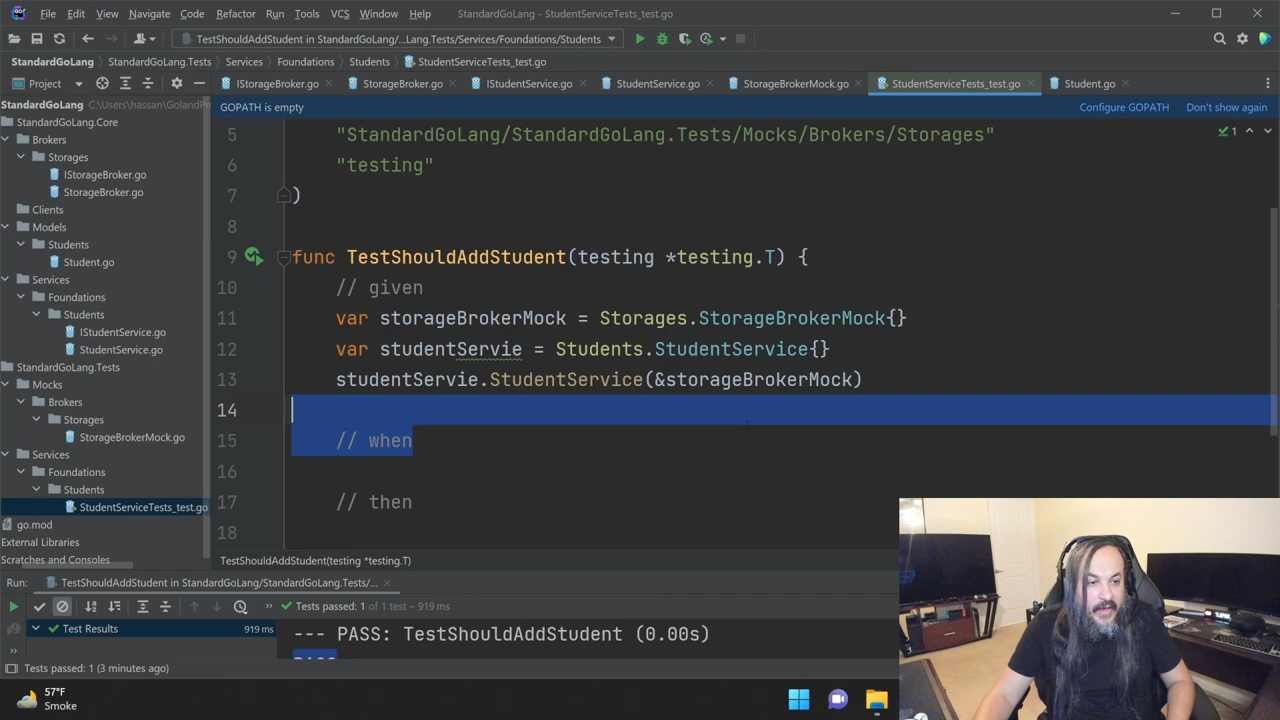 File Edit View Navigate Code Refactor Run Tools VCS Window Help StandardGoLang - StudentServiceTests_test.go
TestShouldAddStudent in StandardGoLang/...Lang.Tests/Services/Foundations/Students
StandardGoLang StandardGoLang.Tests Services Foundations Students StudentServiceTests_test.go
Project IStorageBroker.go StorageBroker.go IStudentService.go StudentService.go StorageBrokerMock.go StudentServiceTests_test.go Student.go
GOPATH is empty Configure GOPATH Don't show again
StandardGoLang C:\Users\hassan\GolandPr
StandardGoLang.Core
Brokers
Storages
IStorageBroker.go
StorageBroker.go
Clients
Models
Students
Student.go
Services
Foundations
Students
IStudentService.go
StudentService.go
StandardGoLang.Tests
Mocks
Brokers
Storages
StorageBrokerMock.go
Services
Foundations
Students
StudentServiceTests_test.go
go.mod
External Libraries
Scratches and Consoles
1
5 "StandardGoLang/StandardGoLang.Tests/Mocks/Brokers/Storages"
6 "testing"
7 )
8
9 func TestShouldAddStudent(testing *testing.T) {
10 // given
11 var storageBrokerMock = Storages.StorageBrokerMock{}
12 var studentServie = Students.StudentService{}
13 studentServie.StudentService(&storageBrokerMock)
14
15 // when
16
17 // then
18
TestShouldAddStudent(testing *testing.T)
Run: TestShouldAddStudent in StandardGoLang/StandardGoLang.Tests/...
Tests passed: 1 of 1 test – 919 ms
Test Results 919 ms
--- PASS: TestShouldAddStudent (0.00s)
PASS
Tests passed: 1 (3 minutes ago)
57°F
Smoke